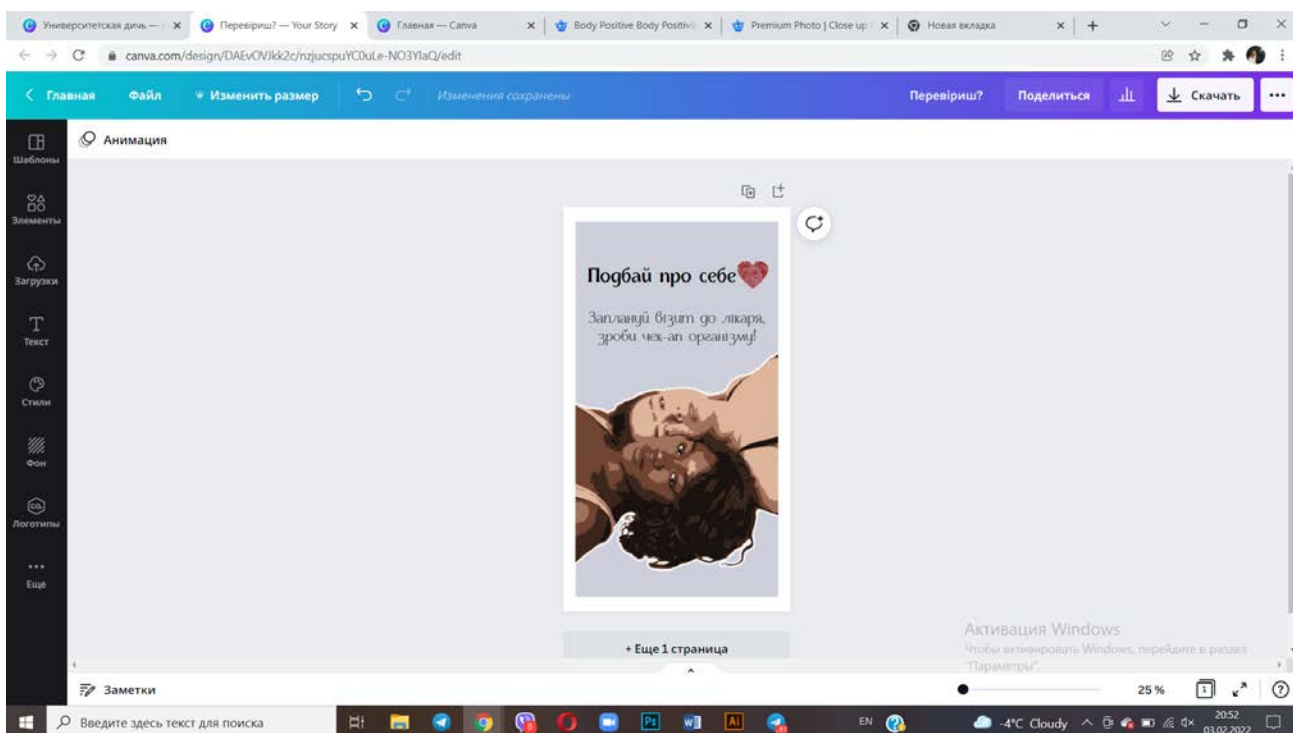 Университетская дичь —
Перевіриш? — Your Story
Главная — Canva
Body Positive Body Positivi
Premium Photo | Close up
Новая вкладка
canva.com/design/DAEvOVJkk2c/nzjucspuYC0uLe-NO3YlaQ/edit
Главная
Файл
Изменить размер
Изменения сохранены
Перевіриш?
Поделиться
Скачать
Шаблоны
Анимация
Элементы
Загрузки
Текст
Стили
Фон
Логотипы
Еще
Подбай про себе
Заплануй візит до лікаря,
зроби чек-ап організму!
+ Еще 1 страница
Активация Windows
Чтобы активировать Windows, перейдите в раздел
"Параметры".
Заметки
25 %
1
Введите здесь текст для поиска
Ps
W
Ai
EN
-4°C Cloudy
20:52
03.02.2022